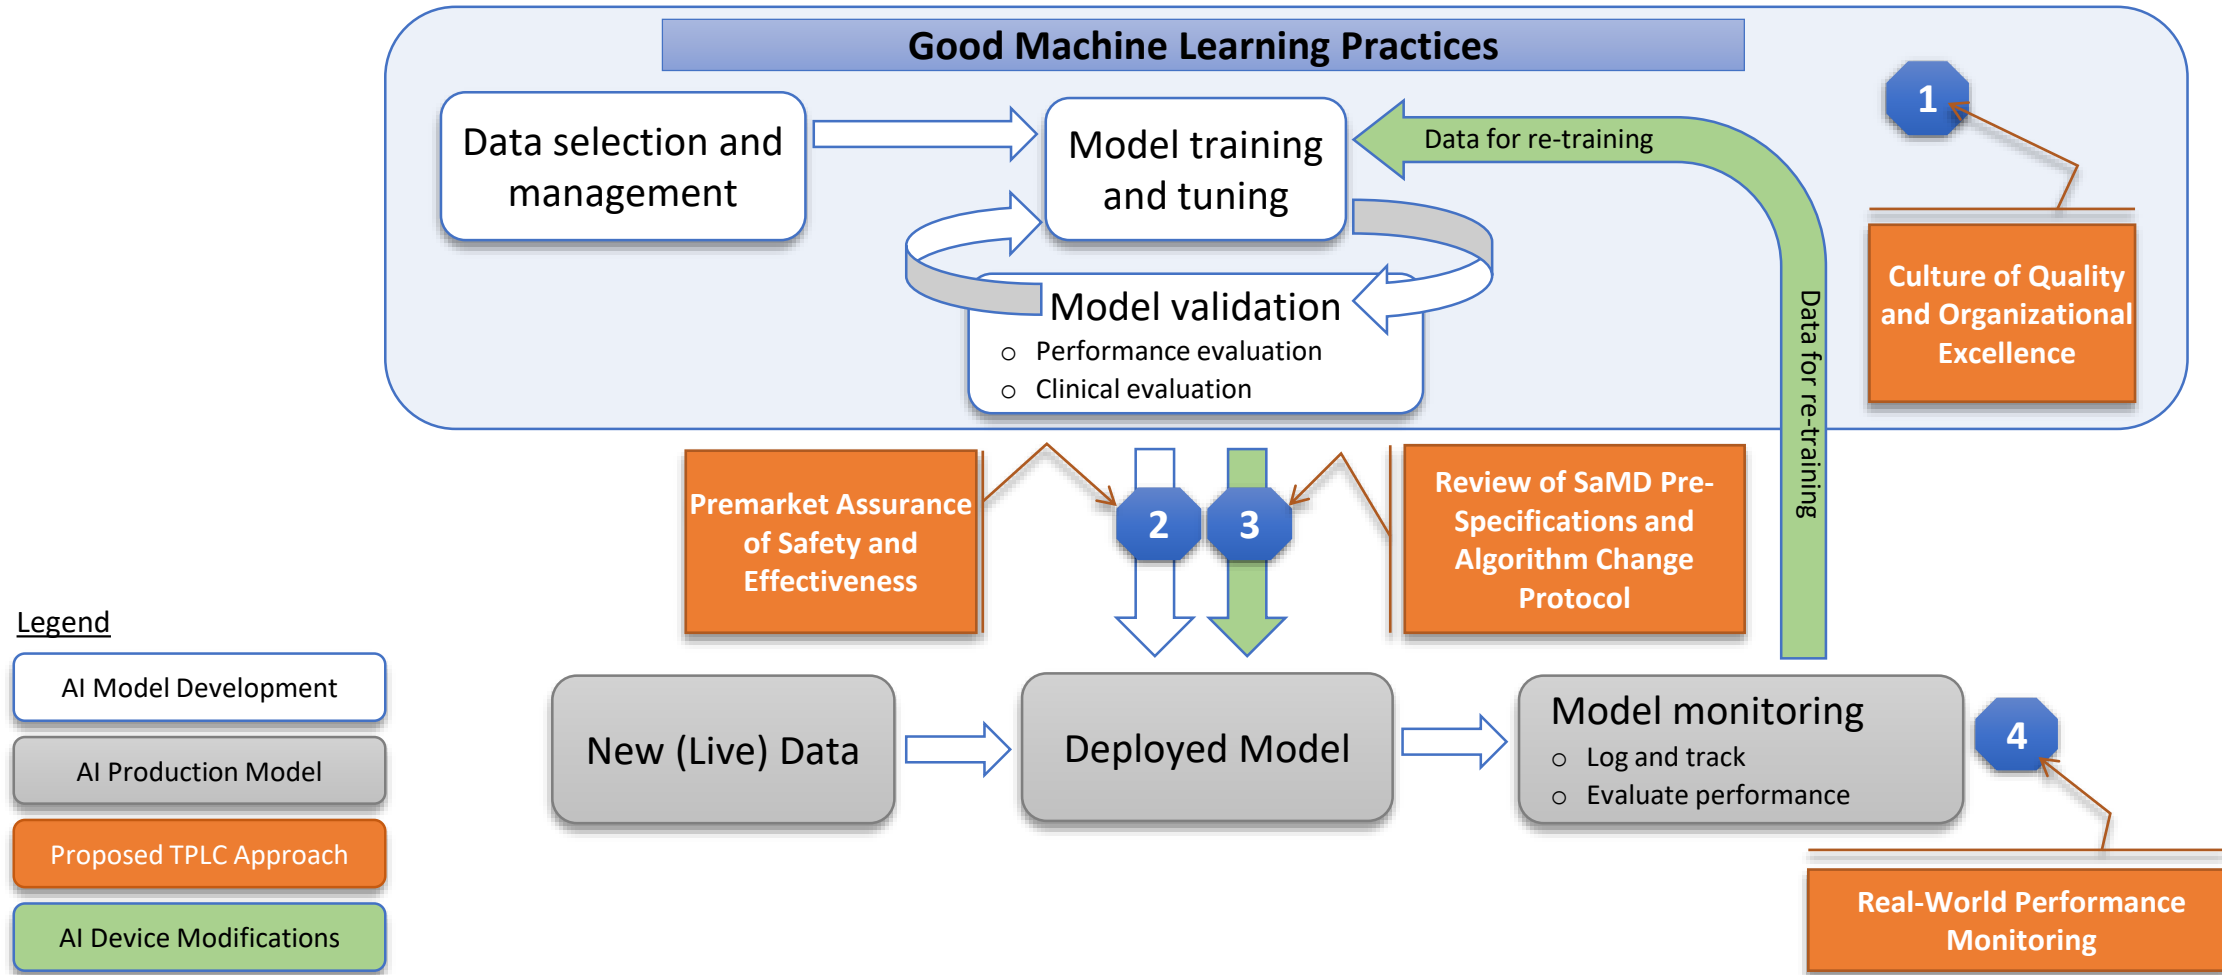 Good Machine Learning Practices
Data selection and
management
Model training
and tuning
Data for re-training
1
Culture of Quality
and Organizational
Excellence
Model validation
o Performance evaluation
o Clinical evaluation
Data for re-training
Premarket Assurance
of Safety and
Effectiveness
2
3
Review of SaMD Pre-
Specifications and
Algorithm Change
Protocol
Legend
AI Model Development
AI Production Model
Proposed TPLC Approach
AI Device Modifications
New (Live) Data
Deployed Model
Model monitoring
o Log and track
o Evaluate performance
4
Real-World Performance
Monitoring